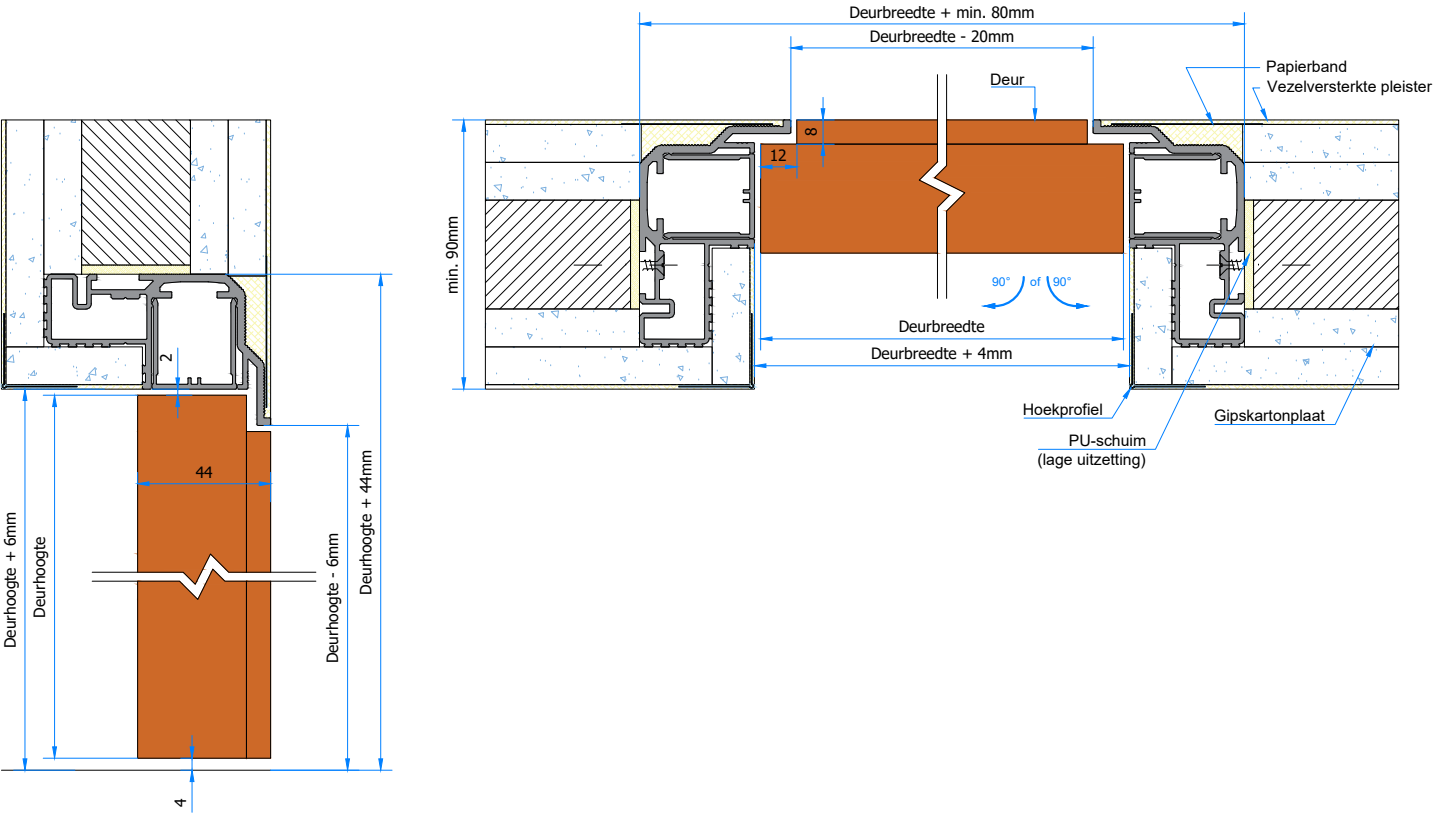 Deurbreedte + min. 80mm
Deurbreedte - 20mm
Deur
Papierband
Vezelversterkte pleister
8
12
min. 90mm
90° of 90°
Deurbreedte
Deurbreedte + 4mm
Hoekprofiel
PU-schuim
(lage uitzetting)
Gipskartonplaat
2
44
Deurhoogte + 6mm
Deurhoogte
Deurhoogte - 6mm
Deurhoogte + 44mm
4